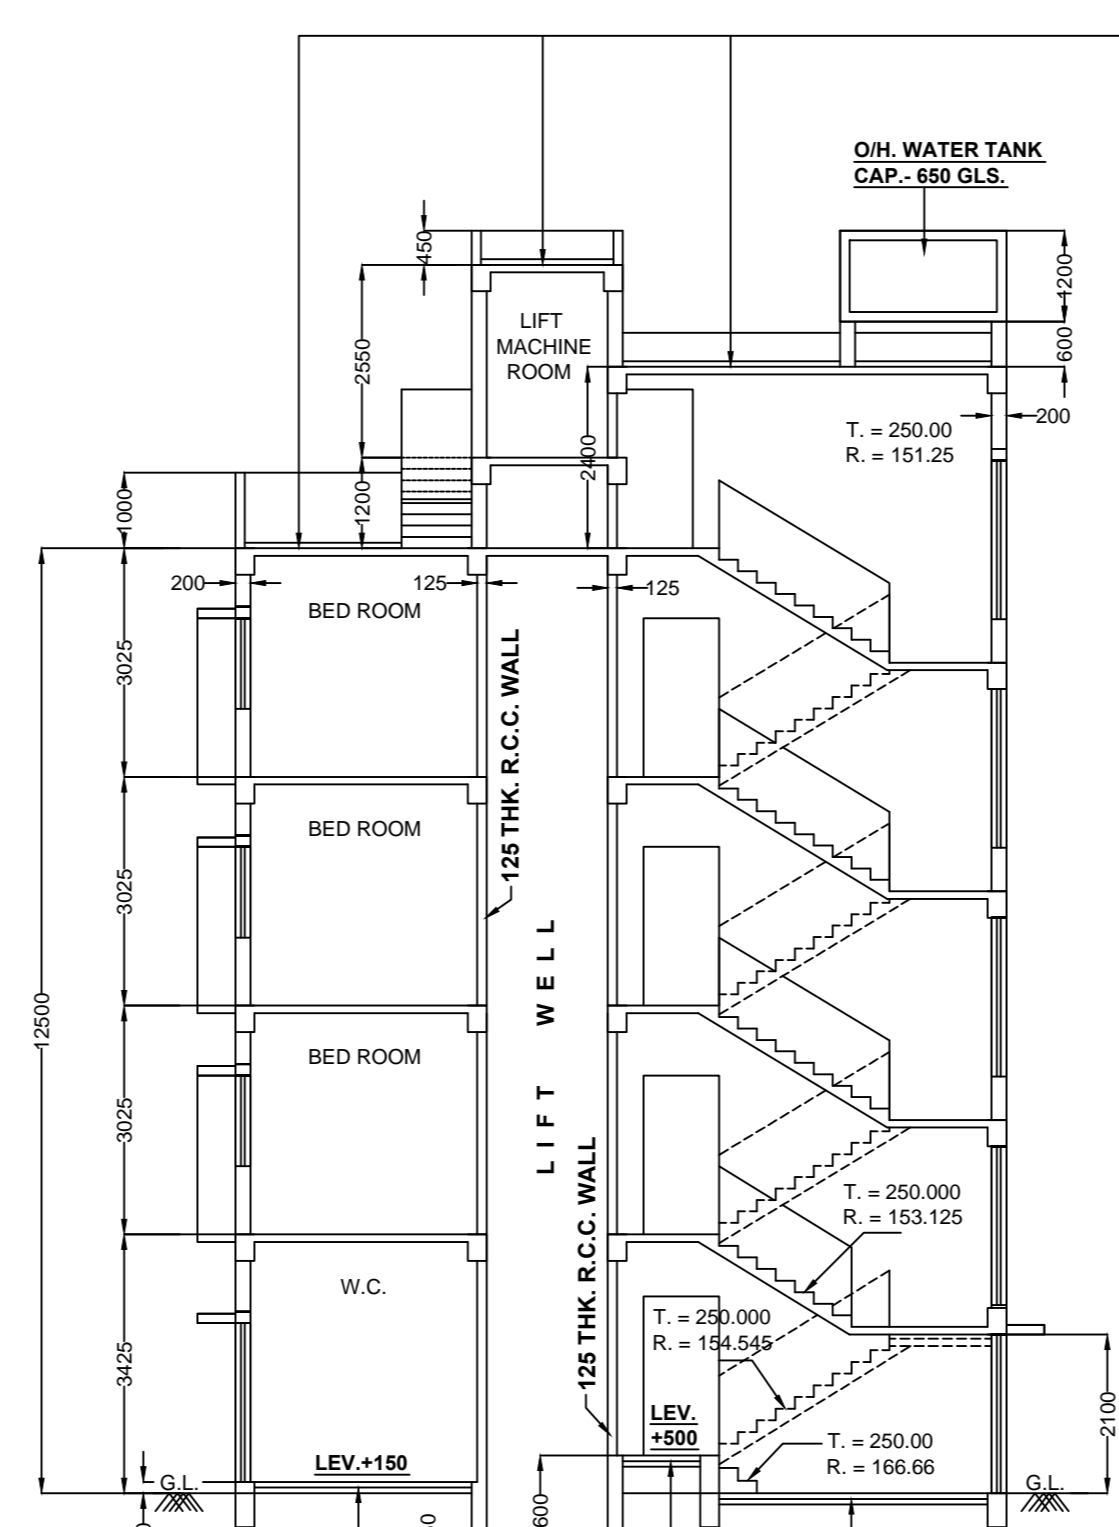 O/H. WATER TANK
CAP.- 650 GLS.
450
1200
LIFT
MACHINE
ROOM
2550
600
2400
200
T. = 250.00
R. = 151.25
1000
1200
200
125
125
BED ROOM
3025
125 THK. R.C.C. WALL
BED ROOM
3025
LIFT WELL
12500
BED ROOM
3025
T. = 250.000
R. = 153.125
W.C.
125 THK. R.C.C. WALL
T. = 250.000
R. = 154.545
3425
2100
LEV.
+500
T. = 250.00
R. = 166.66
LEV.+150
G.L.
G.L.
600